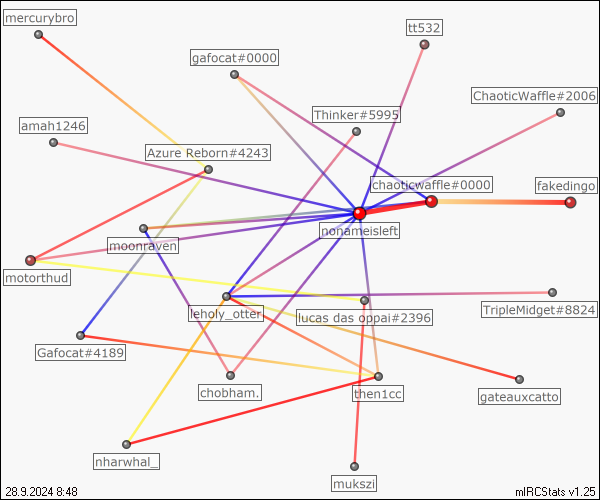 mercurybro
tt532
gafocat#0000
ChaoticWaffle#2006
Thinker#5995
amah1246
Azure Reborn#4243
chaoticwaffle#0000
fakedingo
nonameisleft
moonraven
motorthud
leholy_otter
lucas das oppai#2396
TripleMidget#8824
Gafocat#4189
chobham.
then1cc
gateauxcatto
nharwhal_
mukszi
28.9.2024 8:48
mIRCStats v1.25